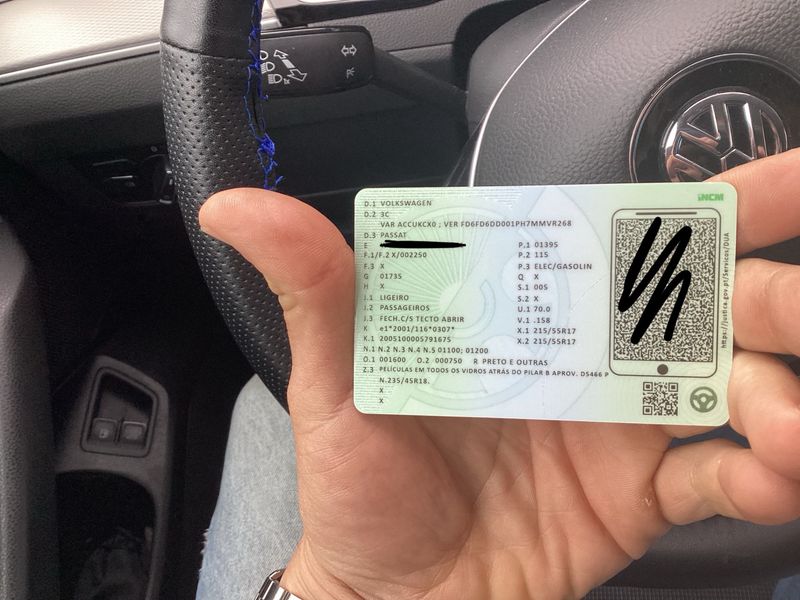 INCM
D.1 VOLKSWAGEN
D.2 3C
VAR ACCUKCX0 ; VER FD6FD6DD001PH7MMVR268
D.3 PASSAT
E P.1 01395
F.1/F.2 X/002250 P.2 115
F.3 X P.3 ELEC/GASOLIN
G 01735 Q X
H X S.1 005
J.1 LIGEIRO S.2 X
J.2 PASSAGEIROS U.1 70.0
J.3 FECH.C/S TECTO ABRIR V.1 .158
K e1*2001/116*0307* X.1 215/55R17
K.1 2005100005791675 X.2 215/55R17
N.1 N.2 N.3 N.4 N.5 01100; 01200
O.1 001600 O.2 000750 R PRETO E OUTRAS
Z.3 PELÍCULAS EM TODOS OS VIDROS ATRÁS DO PILAR B APROV. D5466 P
N.235/45R18.
X
X
https://justica.gov.pt/Servicos/DUA